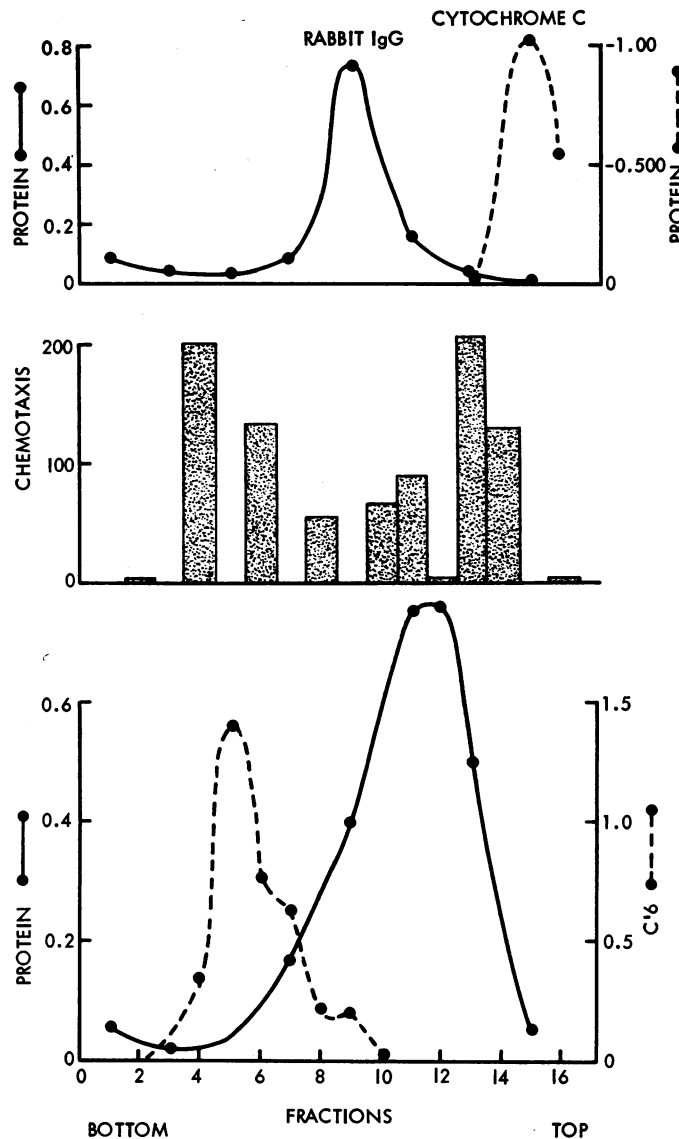 CYTOCHROME C
RABBIT IgG
PROTEIN
0.8
0.6
0.4
0.2
0
-1.00
-0.500
0
PROTEIN
CHEMOTAXIS
200
100
0
PROTEIN
0.6
0.4
0.2
0
1.5
1.0
0.5
0
C'6
0 2 4 6 8 10 12 14 16
BOTTOM FRACTIONS TOP